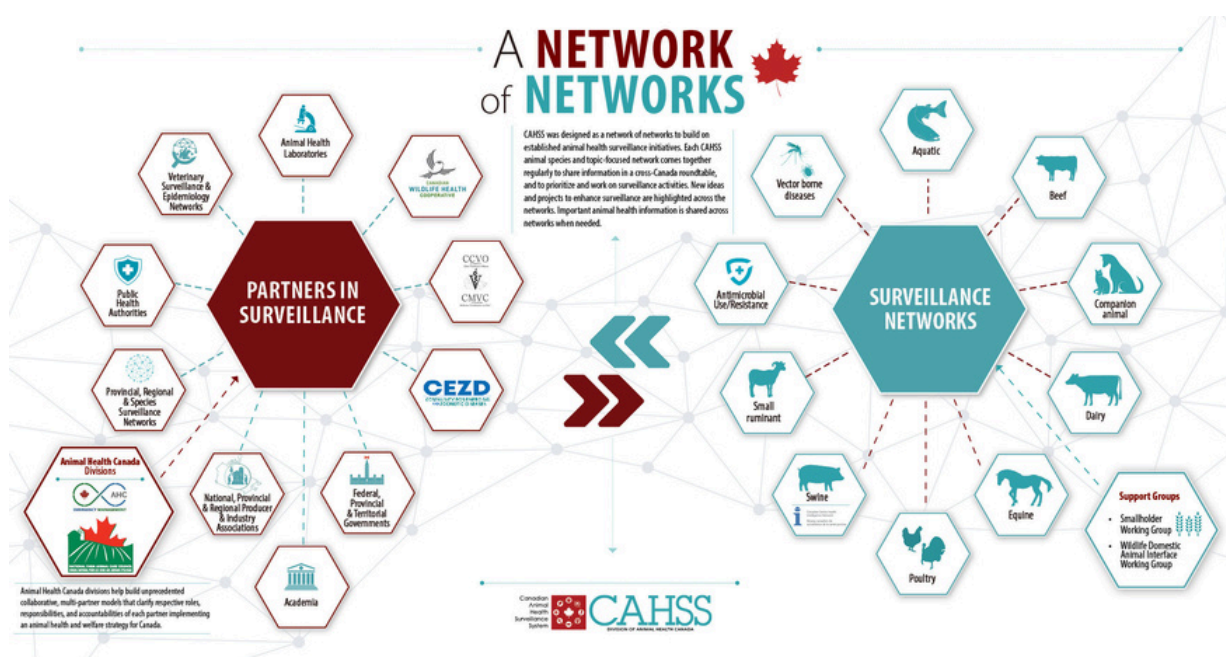 A NETWORK
of NETWORKS
CAHSS was designed as a network of networks to build on
established animal health surveillance initiatives. Each CAHSS
animal species and topic-focused network comes together
regularly to share information in a cross-Canada roundtable,
and to prioritize and work on surveillance activities. New ideas
and projects to enhance surveillance are highlighted across the
networks. Important animal health information is shared across
networks when needed.
PARTNERS IN
SURVEILLANCE
Animal Health
Laboratories
CANADIAN
WILDLIFE HEALTH
COOPERATIVE
CCVO
CMVC
CEZD
Federal,
Provincial
& Territorial
Governments
Academia
National, Provincial
& Regional Producer
& Industry
Associations
Animal Health Canada
Divisions
AHC
EMERGENCY MANAGEMENT
Provincial, Regional
& Species
Surveillance
Networks
Public
Health
Authorities
Veterinary
Surveillance &
Epidemiology
Networks
Animal Health Canada divisions help build unprecedented
collaborative, multi-partner models that clarify respective roles,
responsibilities, and accountabilities of each partner implementing
an animal health and welfare strategy for Canada.
SURVEILLANCE
NETWORKS
Aquatic
Beef
Companion
animal
Dairy
Support Groups
• Smallholder
Working Group
• Wildlife Domestic
Animal Interface
Working Group
Equine
Poultry
Swine
Small
ruminant
Antimicrobial
Use/Resistance
Vector borne
diseases
Canadian
Animal
Health
Surveillance
System
CAHSS
DIVISION OF ANIMAL HEALTH CANADA